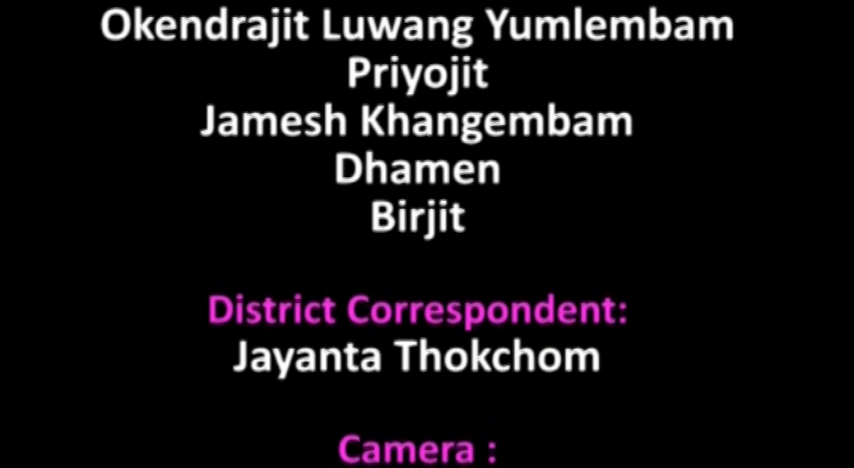 Okendrajit Luwang Yumlembam
Priyojit
Jamesh Khangembam
Dhamen
Birjit
District Correspondent:
Jayanta Thokchom
Camera :